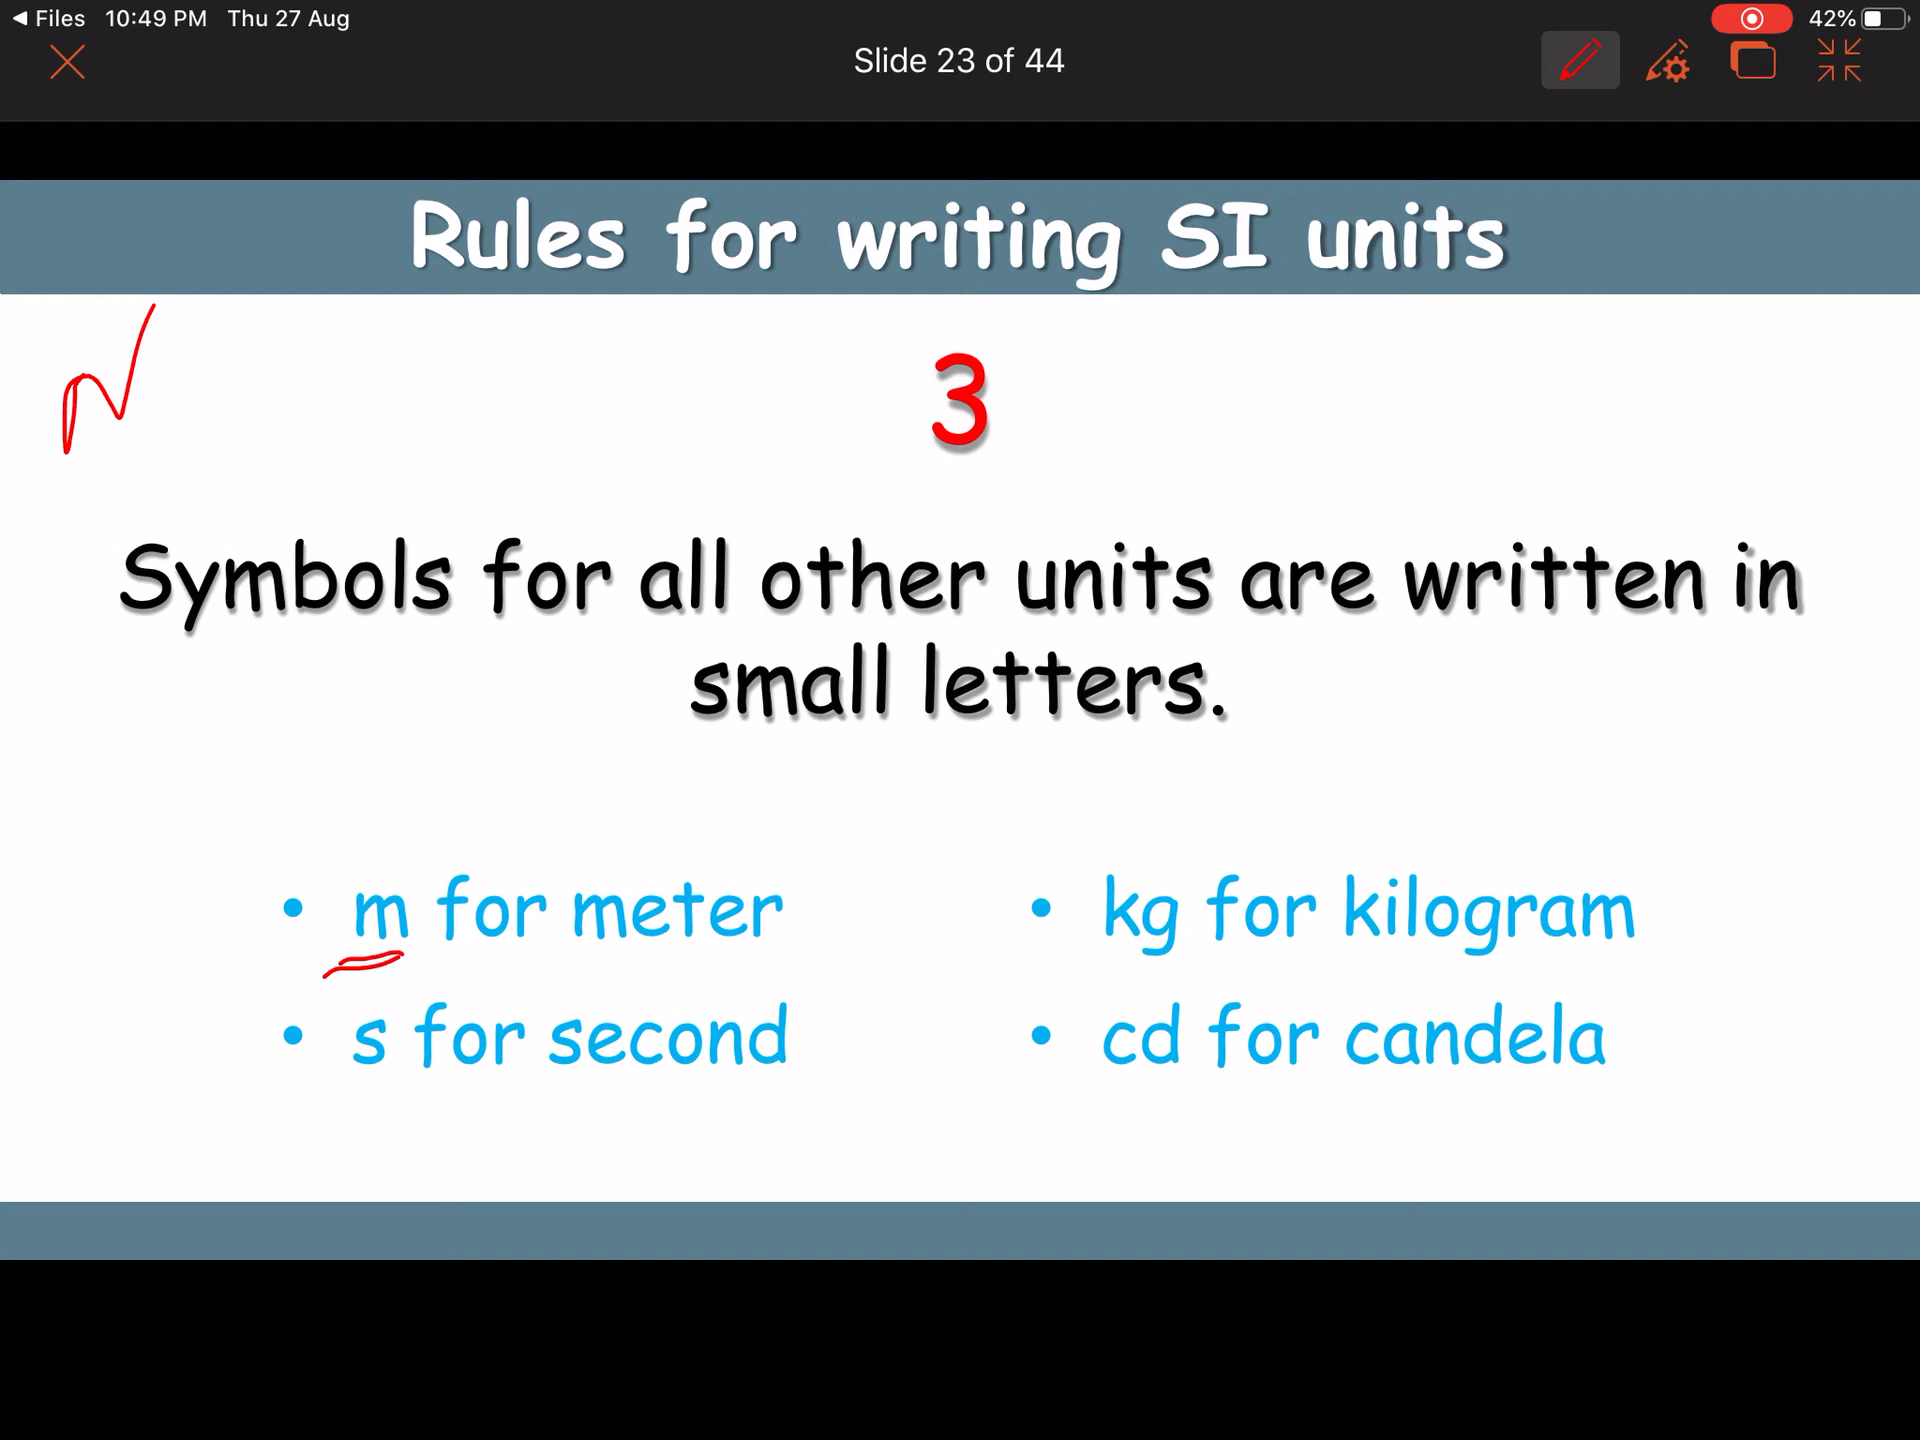 ◀ Files 10:49 PM Thu 27 Aug 42%
Slide 23 of 44
Rules for writing SI units
N
3
Symbols for all other units are written in
small letters.
• m for meter
• s for second
• kg for kilogram
• cd for candela